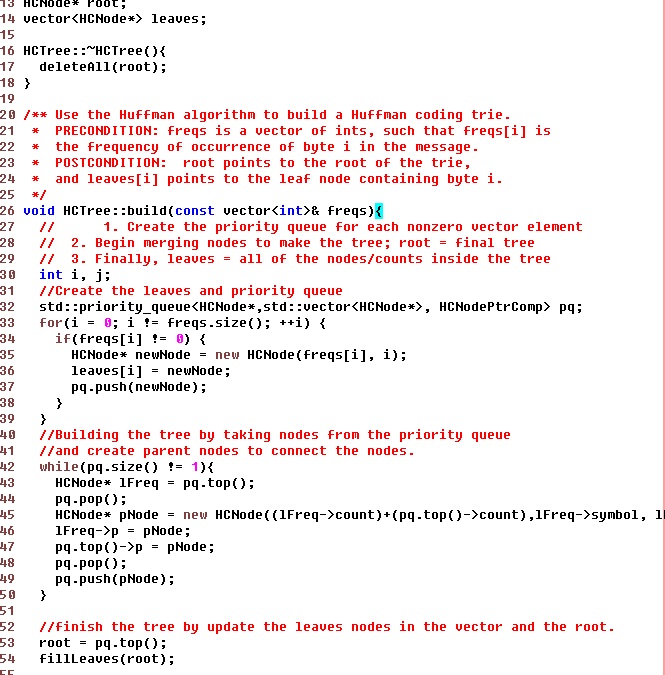 13 HCNode* root;
14 vector<HCNode*> leaves;
15
16 HCTree::~HCTree(){
17   deleteAll(root);
18 }
19
20 /** Use the Huffman algorithm to build a Huffman coding trie.
21  *  PRECONDITION: freqs is a vector of ints, such that freqs[i] is
22  *  the frequency of occurrence of byte i in the message.
23  *  POSTCONDITION:  root points to the root of the trie,
24  *  and leaves[i] points to the leaf node containing byte i.
25  */
26 void HCTree::build(const vector<int>& freqs){
27   //      1. Create the priority queue for each nonzero vector element
28   //  2. Begin merging nodes to make the tree; root = final tree
29   //  3. Finally, leaves = all of the nodes/counts inside the tree
30   int i, j;
31   //Create the leaves and priority queue
32   std::priority_queue<HCNode*,std::vector<HCNode*>, HCNodePtrComp> pq;
33   for(i = 0; i != freqs.size(); ++i) {
34     if(freqs[i] != 0) {
35       HCNode* newNode = new HCNode(freqs[i], i);
36       leaves[i] = newNode;
37       pq.push(newNode);
38     }
39   }
40   //Building the tree by taking nodes from the priority queue
41   //and create parent nodes to connect the nodes.
42   while(pq.size() != 1){
43     HCNode* lFreq = pq.top();
44     pq.pop();
45     HCNode* pNode = new HCNode((lFreq->count)+(pq.top()->count),lFreq->symbol, l
46     lFreq->p = pNode;
47     pq.top()->p = pNode;
48     pq.pop();
49     pq.push(pNode);
50   }
51
52   //finish the tree by update the leaves nodes in the vector and the root.
53   root = pq.top();
54   fillLeaves(root);
55